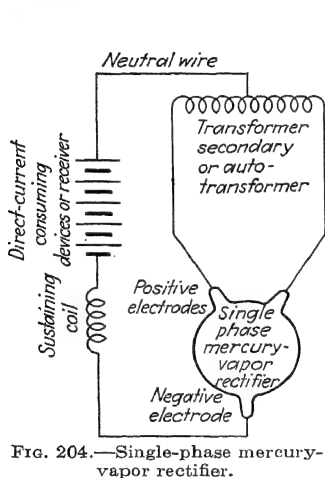 Neutral wire
Transformer
secondary
or auto-
transformer
Direct-current
consuming
devices or receiver
Sustaining
coil
Positive
electrodes
Single
phase
mercury-
vapor
rectifier
Negative
electrode
FIG. 204.—Single-phase mercury-
vapor rectifier.